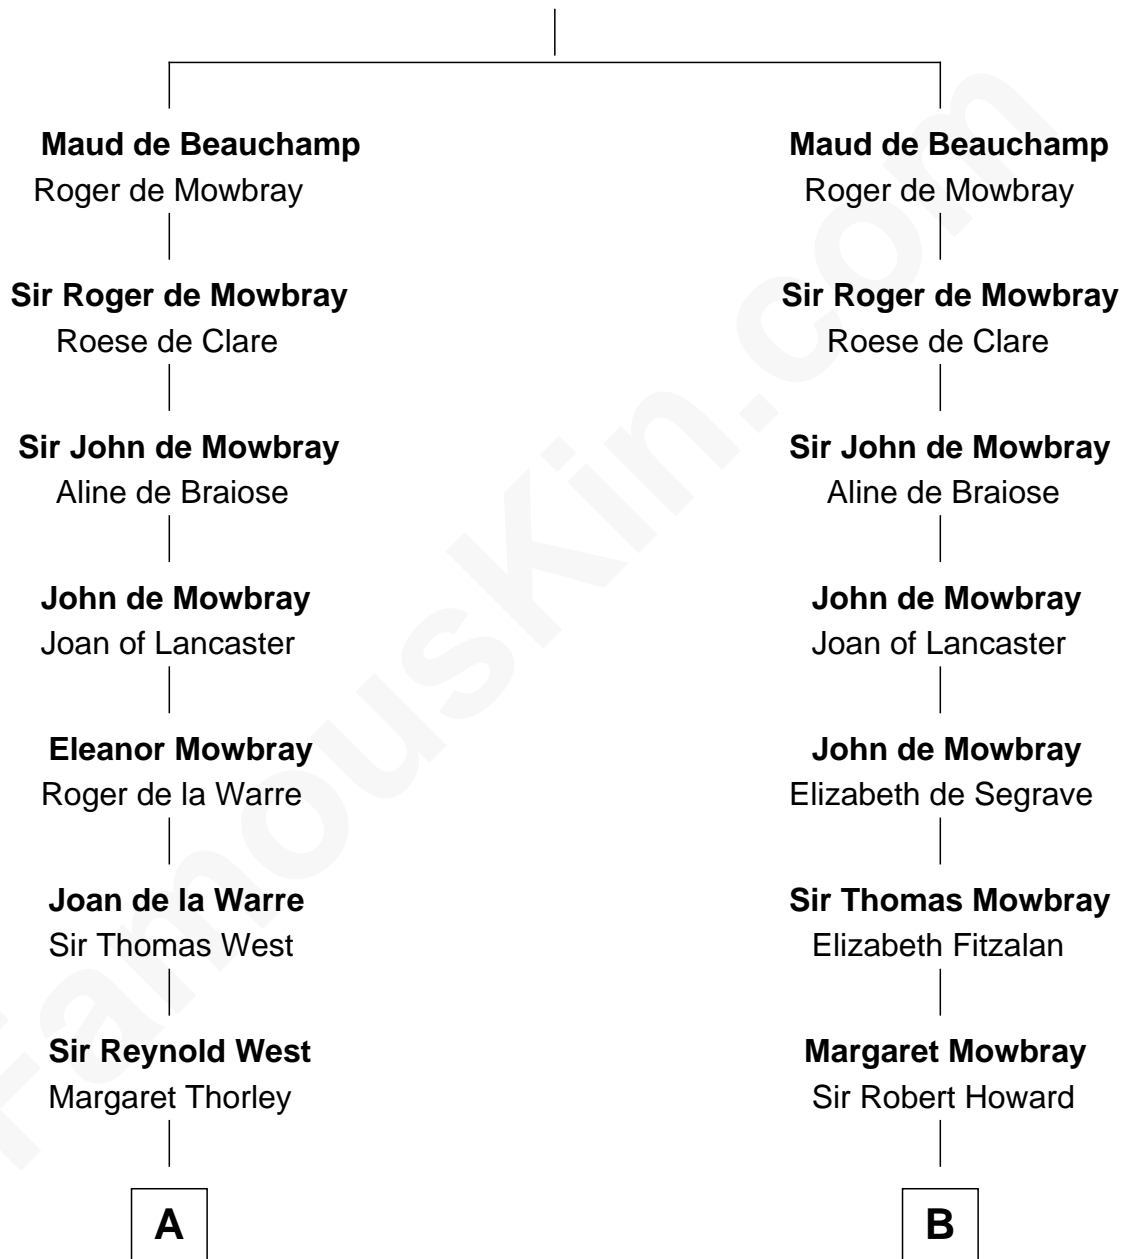 Maud de Beauchamp
Roger de Mowbray
Sir Roger de Mowbray
Roese de Clare
Sir John de Mowbray
Aline de Braiose
John de Mowbray
Joan of Lancaster
Eleanor Mowbray
Roger de la Warre
Joan de la Warre
Sir Thomas West
Sir Reynold West
Margaret Thorley
A
Maud de Beauchamp
Roger de Mowbray
Sir Roger de Mowbray
Roese de Clare
Sir John de Mowbray
Aline de Braiose
John de Mowbray
Joan of Lancaster
John de Mowbray
Elizabeth de Segrave
Sir Thomas Mowbray
Elizabeth Fitzalan
Margaret Mowbray
Sir Robert Howard
B
FamousKin.com